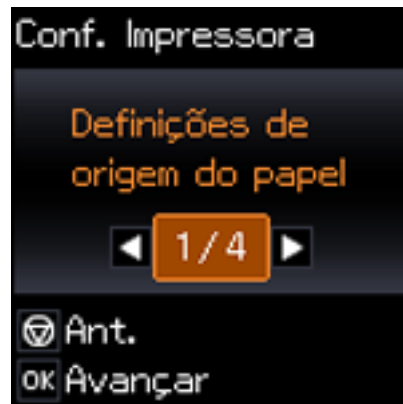 Conf. Impressora
Definições de
origem do papel
1/4
Ant.
OK Avançar